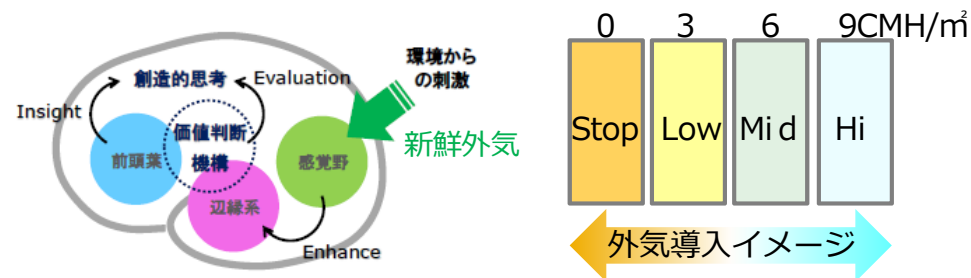 環境から
の刺激
創造的思考
Evaluation
Insight
価値判断
機構
新鮮外気
前頭葉
感覚野
辺縁系
Enhance
0 3 6 9CMH/㎡
Stop Low Mid Hi
外気導入イメージ